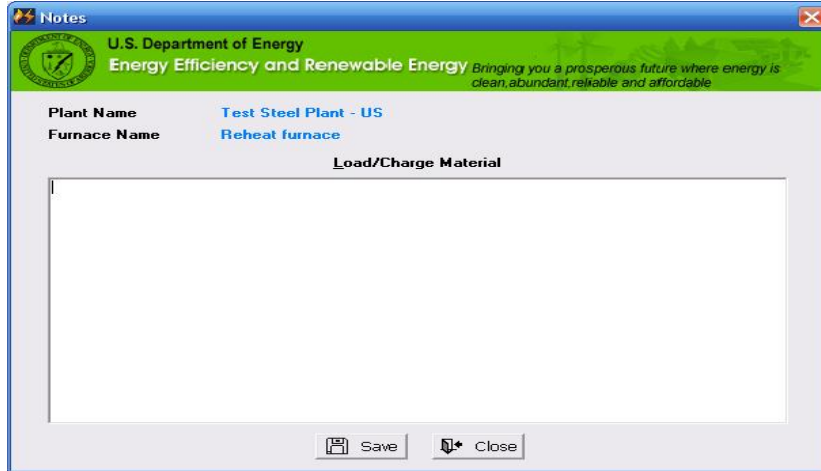 Notes
U.S. Department of Energy
Energy Efficiency and Renewable Energy Bringing you a prosperous future where energy is
clean,abundant,reliable and affordable
Plant Name Test Steel Plant - US
Furnace Name Reheat furnace
Load/Charge Material
Save Close